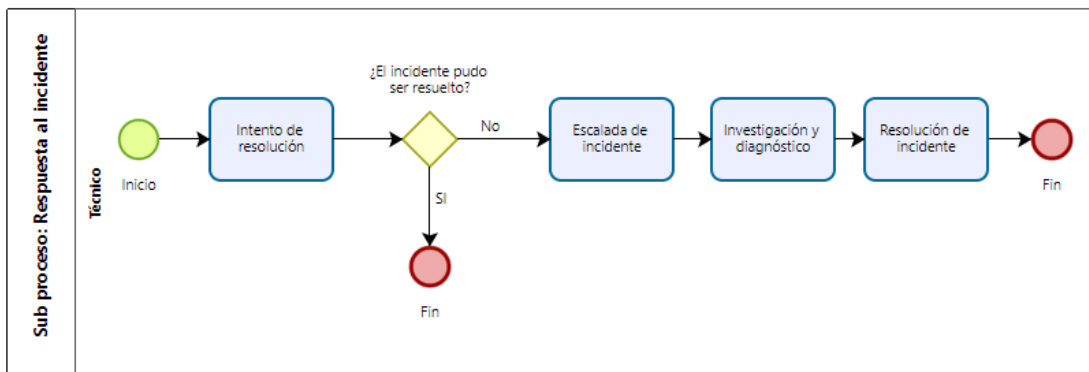 Sub proceso: Respuesta al incidente
Técnico
Inicio
Intento de
resolución
¿El incidente pudo
ser resuelto?
No
SI
Fin
Escalada de
incidente
Investigación y
diagnóstico
Resolución de
incidente
Fin